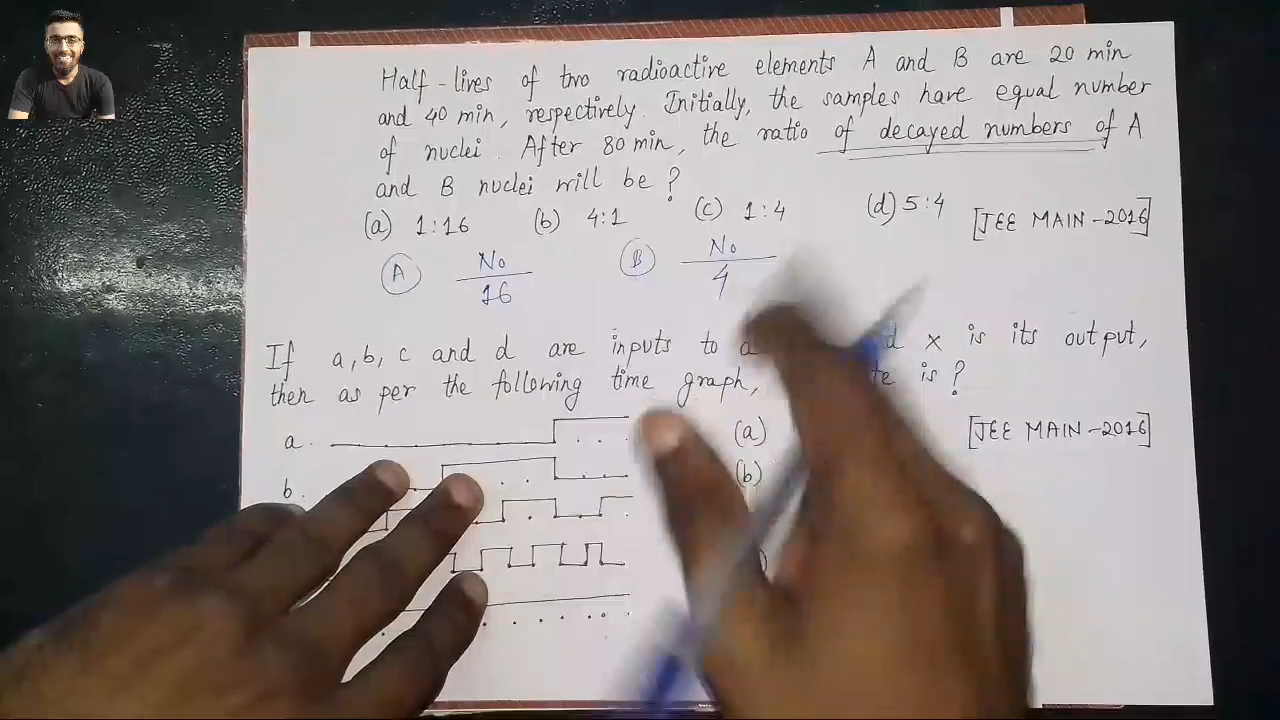 Half-lives of two radioactive elements A and B are 20 min
and 40 min, respectively. Initially, the samples have equal number
of nuclei. After 80 min, the ratio of decayed numbers of A
and B nuclei will be?
(a) 1:16 (b) 4:1 (c) 1:4 (d) 5:4 [JEE MAIN-2016]
A No/16 B No/4
If a, b, c and d are inputs to x is its output,
then as per the following time graph, is?
a. (a) [JEE MAIN-2016]
b. (b)